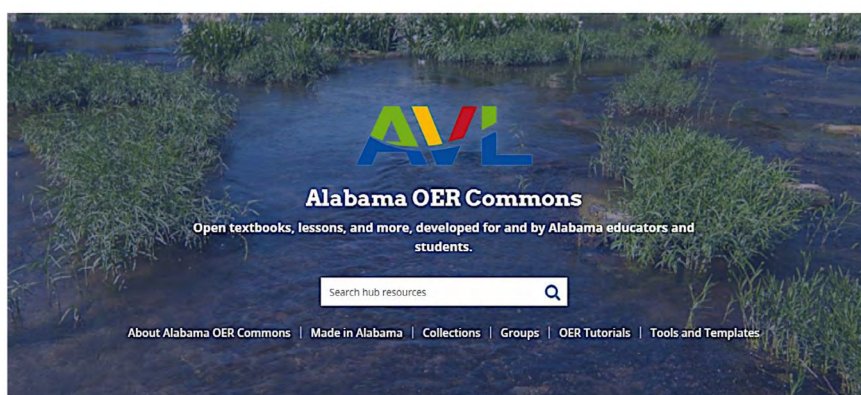 AVL
Alabama OER Commons
Open textbooks, lessons, and more, developed for and by Alabama educators and
students.
Search hub resources
About Alabama OER Commons | Made in Alabama | Collections | Groups | OER Tutorials | Tools and Templates